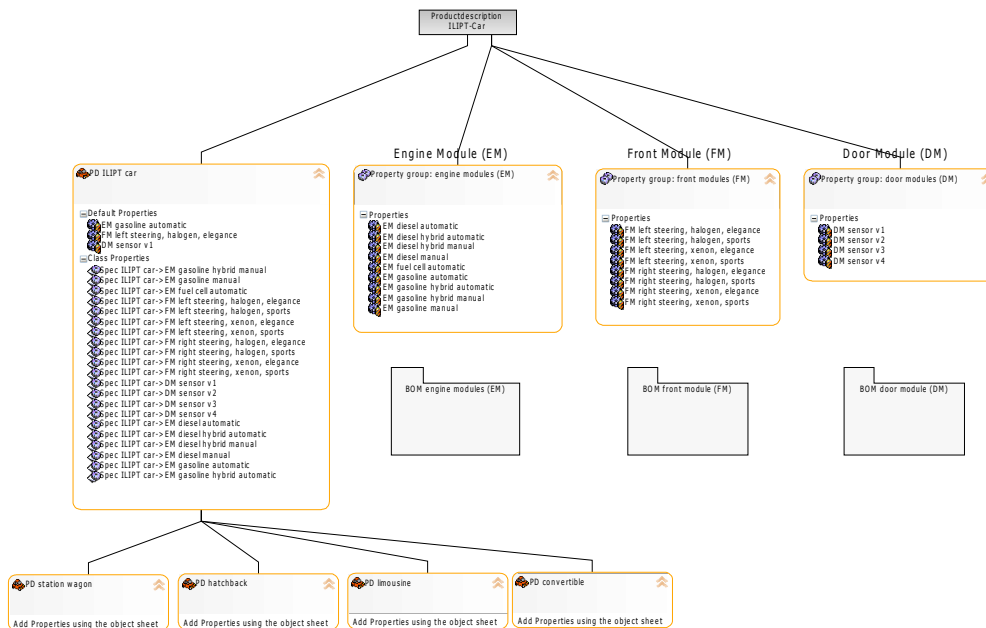 Productdescription
ILIPT-Car
Engine Module (EM)
Front Module (FM)
Door Module (DM)
PD ILIPT car
Default Properties
EM gasoline automatic
FM left steering, halogen, elegance
DM sensor v1
Class Properties
Spec ILIPT car->EM gasoline hybrid manual
Spec ILIPT car->EM gasoline manual
Spec ILIPT car->EM fuel cell automatic
Spec ILIPT car->FM left steering, halogen, elegance
Spec ILIPT car->FM left steering, halogen, sports
Spec ILIPT car->FM left steering, xenon, elegance
Spec ILIPT car->FM left steering, xenon, sports
Spec ILIPT car->FM right steering, halogen, elegance
Spec ILIPT car->FM right steering, halogen, sports
Spec ILIPT car->FM right steering, xenon, elegance
Spec ILIPT car->FM right steering, xenon, sports
Spec ILIPT car->DM sensor v1
Spec ILIPT car->DM sensor v2
Spec ILIPT car->DM sensor v3
Spec ILIPT car->DM sensor v4
Spec ILIPT car->EM diesel automatic
Spec ILIPT car->EM diesel hybrid automatic
Spec ILIPT car->EM diesel hybrid manual
Spec ILIPT car->EM diesel manual
Spec ILIPT car->EM gasoline automatic
Spec ILIPT car->EM gasoline hybrid automatic
Property group: engine modules (EM)
Properties
EM diesel automatic
EM diesel hybrid automatic
EM diesel hybrid manual
EM diesel manual
EM fuel cell automatic
EM gasoline automatic
EM gasoline hybrid automatic
EM gasoline hybrid manual
EM gasoline manual
Property group: front modules (FM)
Properties
FM left steering, halogen, elegance
FM left steering, halogen, sports
FM left steering, xenon, elegance
FM left steering, xenon, sports
FM right steering, halogen, elegance
FM right steering, halogen, sports
FM right steering, xenon, elegance
FM right steering, xenon, sports
Property group: door modules (DM)
Properties
DM sensor v1
DM sensor v2
DM sensor v3
DM sensor v4
BOM engine modules (EM)
BOM front module (FM)
BOM door module (DM)
PD station wagon
Add Properties using the object sheet
PD hatchback
Add Properties using the object sheet
PD limousine
Add Properties using the object sheet
PD convertible
Add Properties using the object sheet